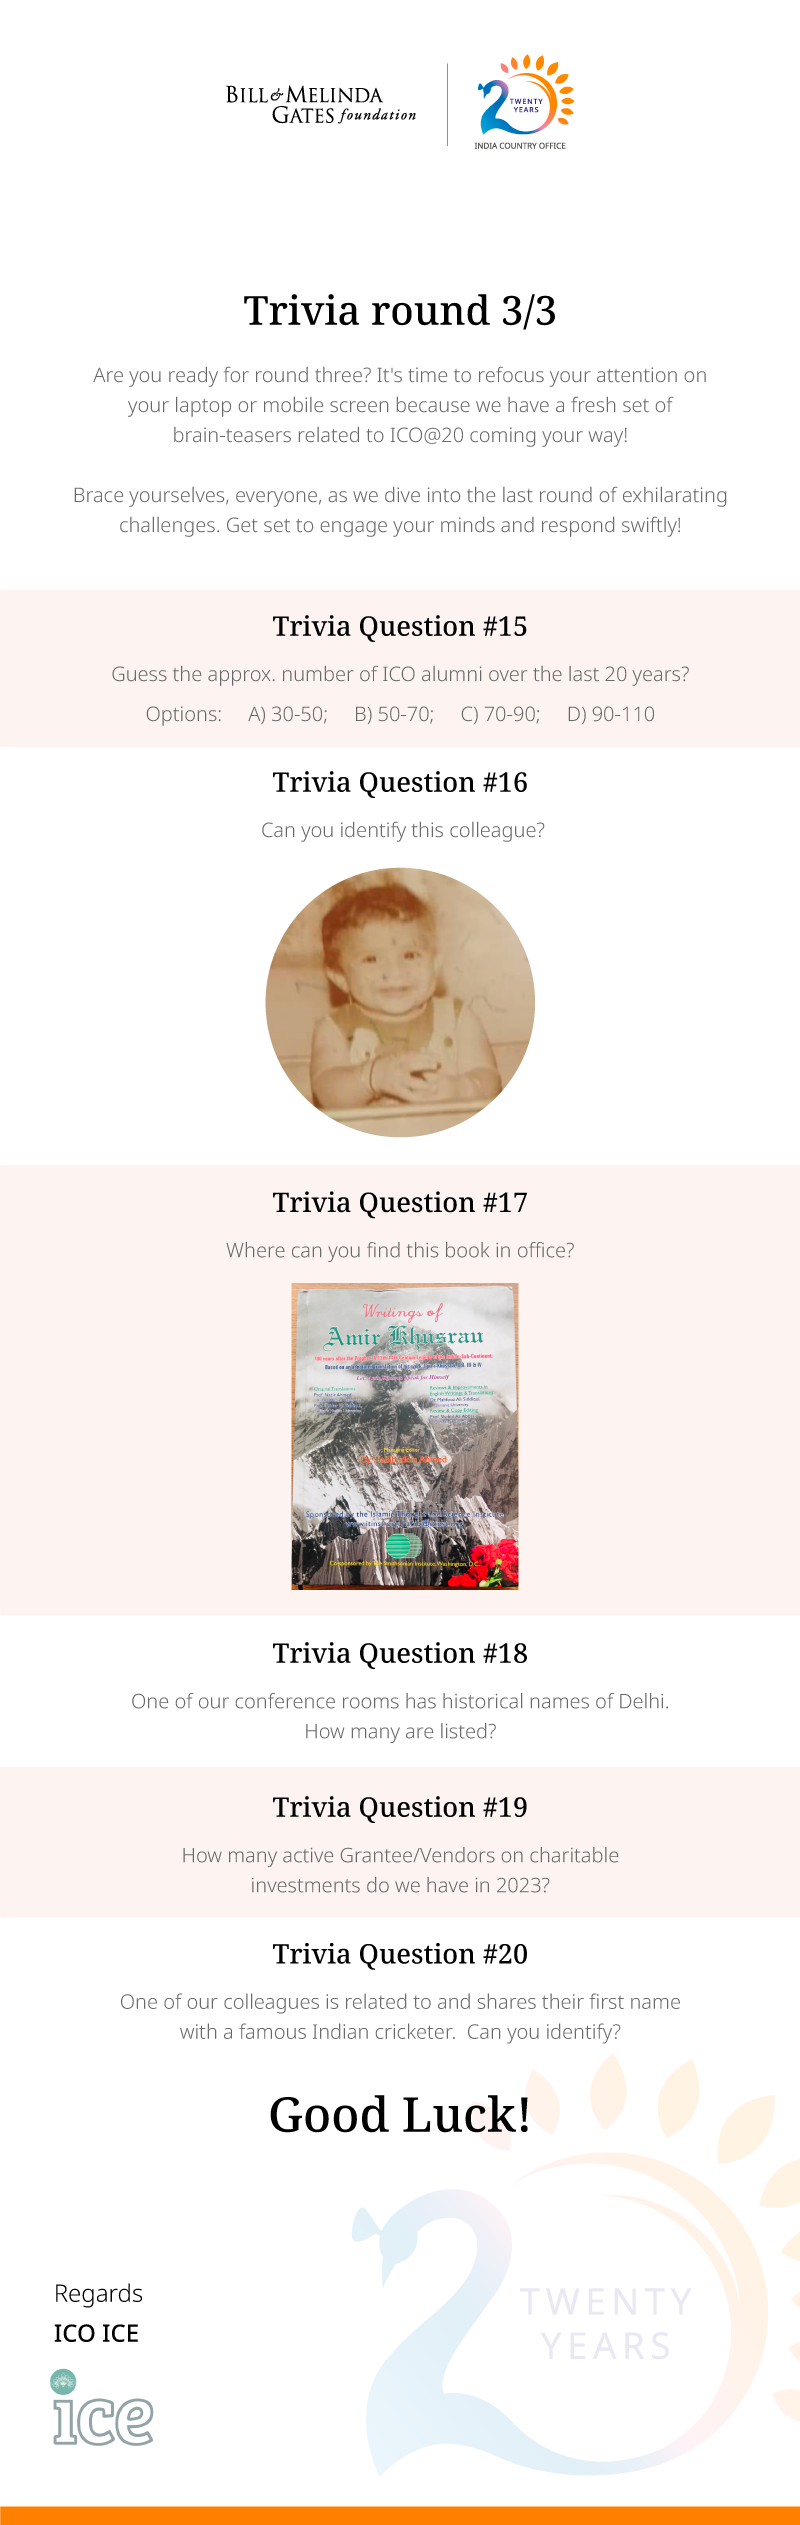 BILL & MELINDA
GATES foundation
2
TWENTY
YEARS
INDIA COUNTRY OFFICE
Trivia round 3/3
Are you ready for round three? It's time to refocus your attention on
your laptop or mobile screen because we have a fresh set of
brain-teasers related to ICO@20 coming your way!
Brace yourselves, everyone, as we dive into the last round of exhilarating
challenges. Get set to engage your minds and respond swiftly!
Trivia Question #15
Guess the approx. number of ICO alumni over the last 20 years?
Options: A) 30-50; B) 50-70; C) 70-90; D) 90-110
Trivia Question #16
Can you identify this colleague?
Trivia Question #17
Where can you find this book in office?
Writings of
Amir Khusrau
Managing Editor
Trivia Question #18
One of our conference rooms has historical names of Delhi.
How many are listed?
Trivia Question #19
How many active Grantee/Vendors on charitable
investments do we have in 2023?
Trivia Question #20
One of our colleagues is related to and shares their first name
with a famous Indian cricketer. Can you identify?
Good Luck!
2
TWENTY
YEARS
Regards
ICO ICE
ice